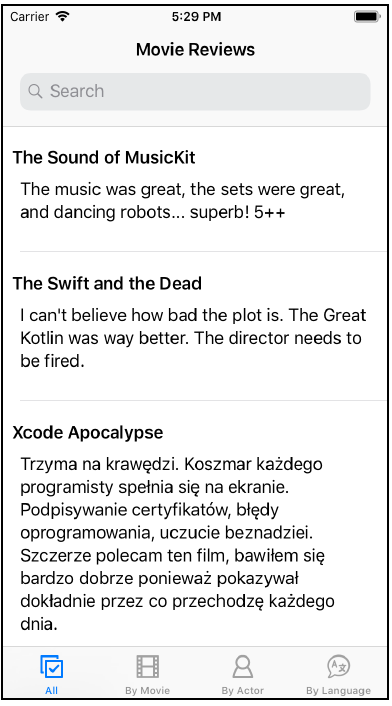 Carrier 5:29 PM
Movie Reviews
Search
The Sound of MusicKit
The music was great, the sets were great,
and dancing robots... superb! 5++
The Swift and the Dead
I can't believe how bad the plot is. The Great
Kotlin was way better. The director needs to
be fired.
Xcode Apocalypse
Trzyma na krawędzi. Koszmar każdego
programisty spełnia się na ekranie.
Podpisywanie certyfikatów, błędy
oprogramowania, uczucie beznadziei.
Szczerze polecam ten film, bawiłem się
bardzo dobrze ponieważ pokazywał
dokładnie przez co przechodzę każdego
dnia.
All By Movie By Actor By Language